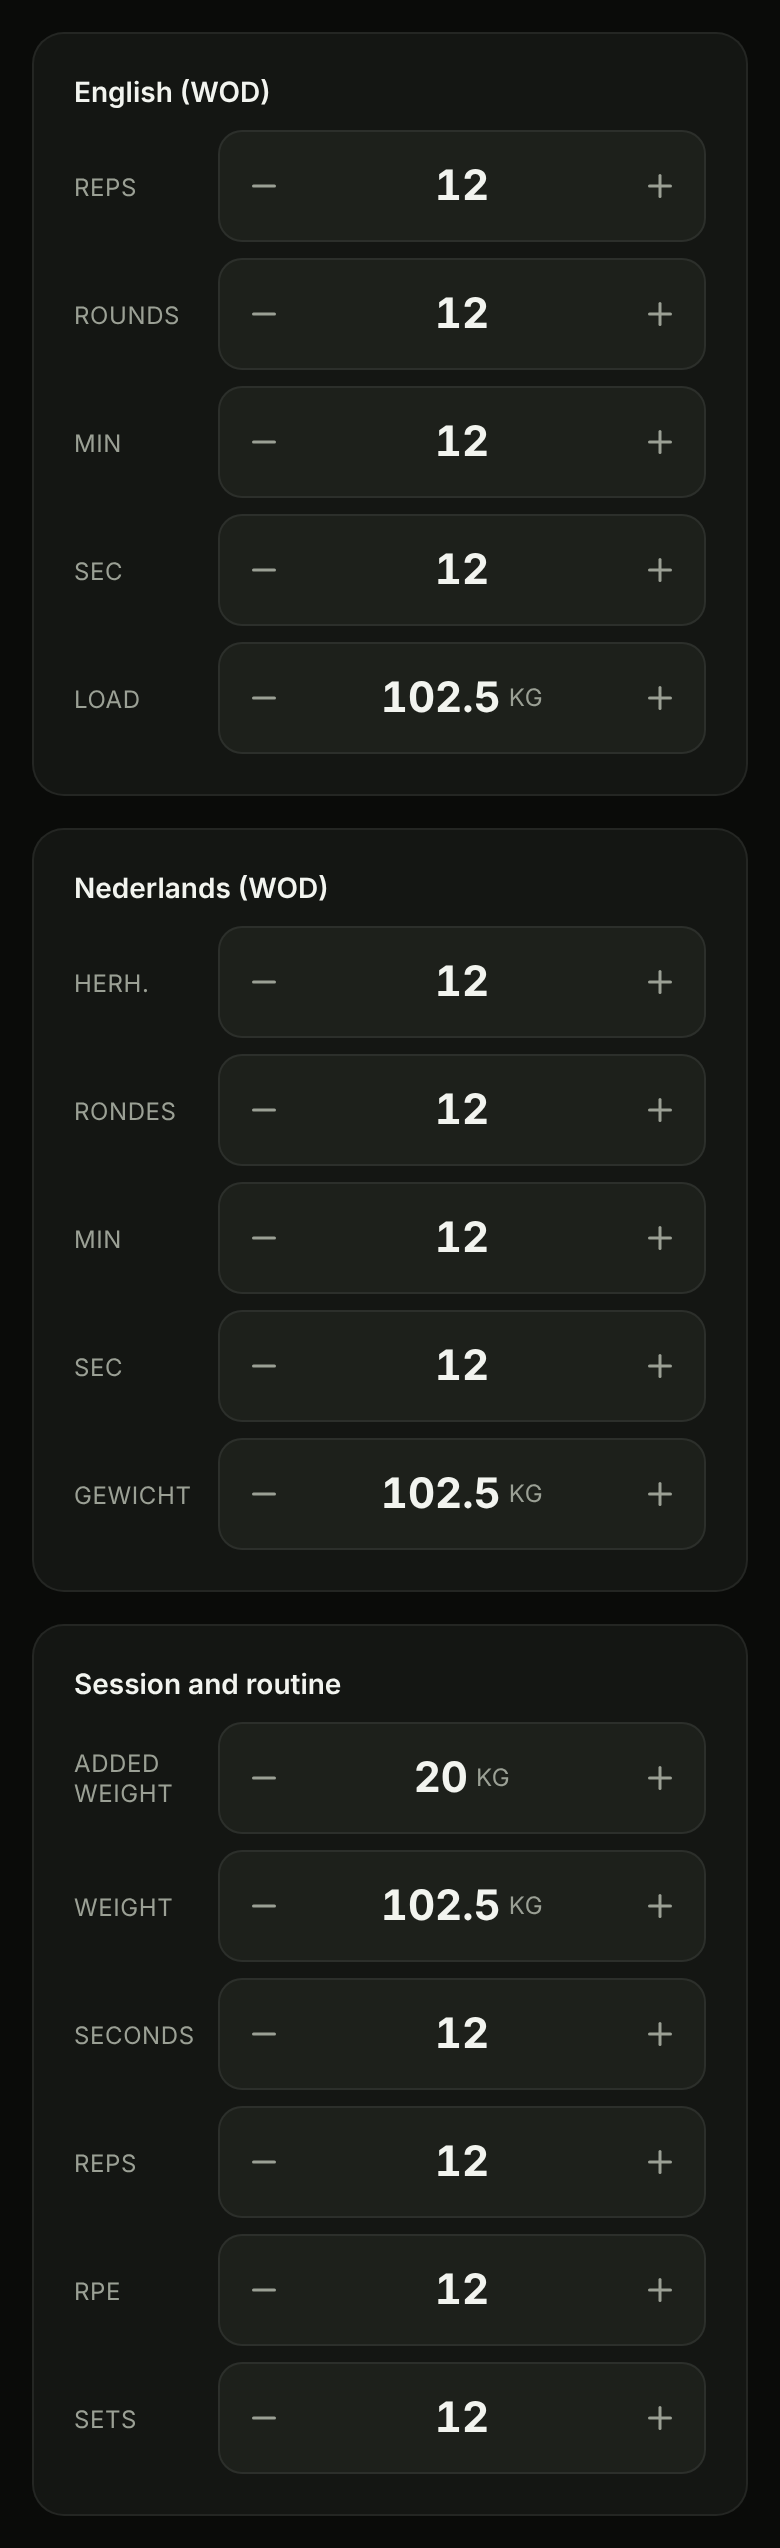 English (WOD)
REPS − 12 +
ROUNDS − 12 +
MIN − 12 +
SEC − 12 +
LOAD − 102.5 KG +
Nederlands (WOD)
HERH. − 12 +
RONDES − 12 +
MIN − 12 +
SEC − 12 +
GEWICHT − 102.5 KG +
Session and routine
ADDED
WEIGHT − 20 KG +
WEIGHT − 102.5 KG +
SECONDS − 12 +
REPS − 12 +
RPE − 12 +
SETS − 12 +